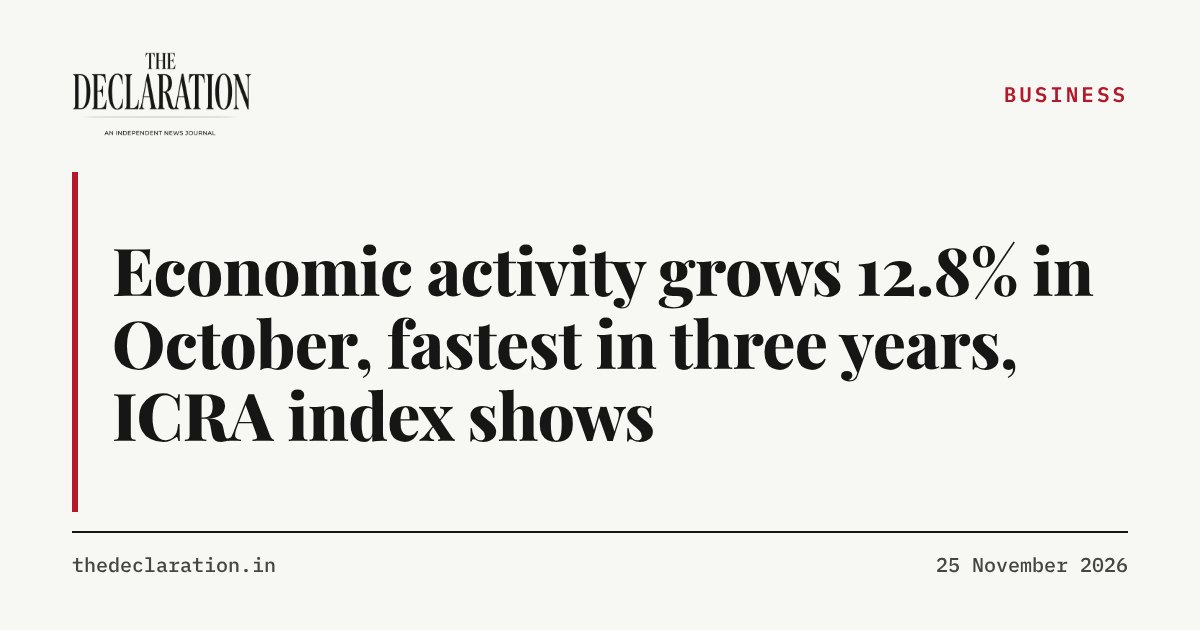 THE
DECLARATION
AN INDEPENDENT NEWS JOURNAL
BUSINESS
Economic activity grows 12.8% in
October, fastest in three years,
ICRA index shows
thedeclaration.in
25 November 2026